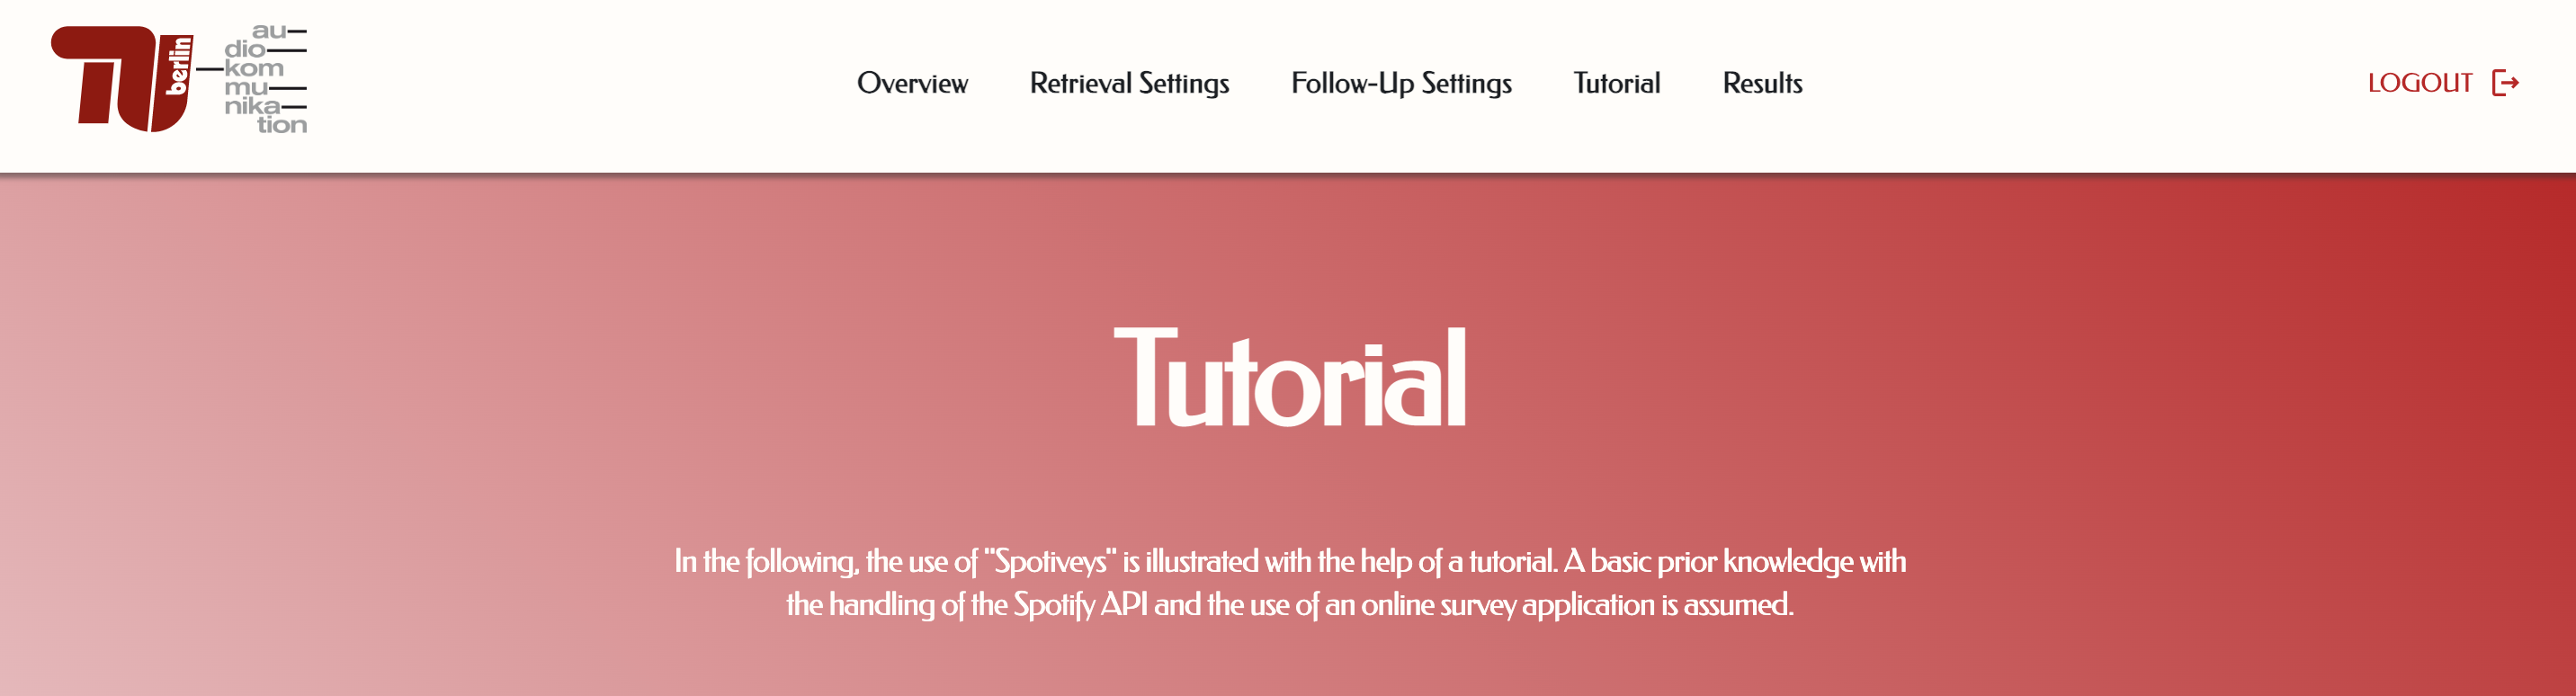 berlin
au
dio
kom
mu
nika
tion
Overview
Retrieval Settings
Follow-Up Settings
Tutorial
Results
LOGOUT
Tutorial
In the following, the use of "Spotiveys" is illustrated with the help of a tutorial. A basic prior knowledge with
the handling of the Spotify API and the use of an online survey application is assumed.